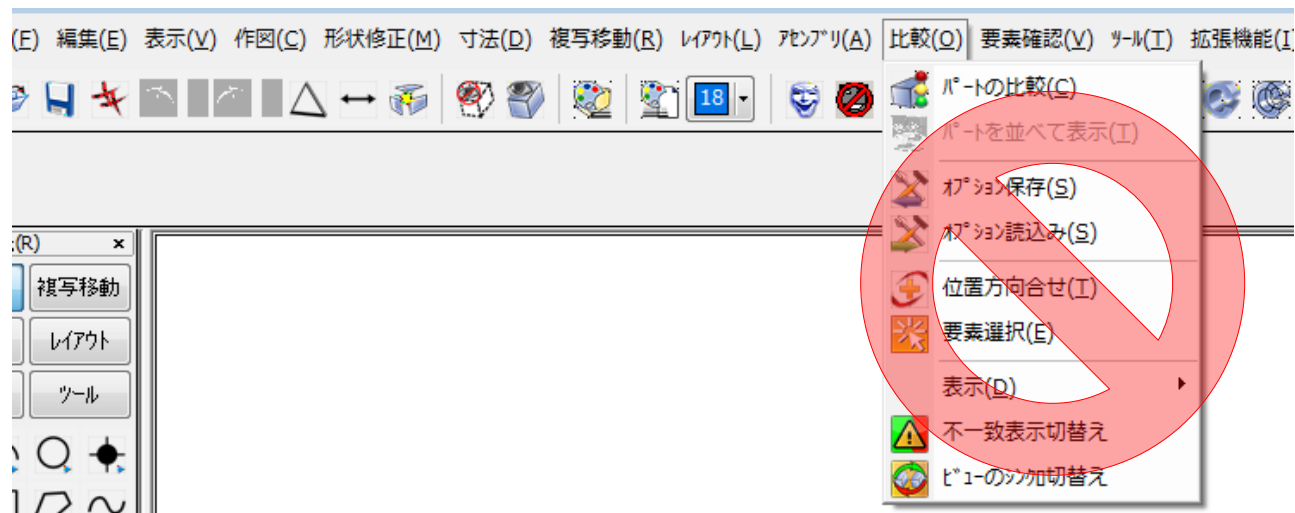 (F) 編集(E) 表示(V) 作図(C) 形状修正(M) 寸法(D) 複写移動(R) ﾚｲｱｳﾄ(L) ｱｾﾝﾌﾞﾘ(A) 比較(O) 要素確認(V) ﾂｰﾙ(T) 拡張機能(I)
18
ﾊﾟｰﾄの比較(C)
ﾊﾟｰﾄを並べて表示(T)
ｵﾌﾟｼｮﾝ保存(S)
ｵﾌﾟｼｮﾝ読込み(S)
位置方向合せ(T)
要素選択(E)
表示(D)
不一致表示切替え
ﾋﾞｭｰのｼﾝｸﾛ切替え
(R)
複写移動
ﾚｲｱｳﾄ
ﾂｰﾙ